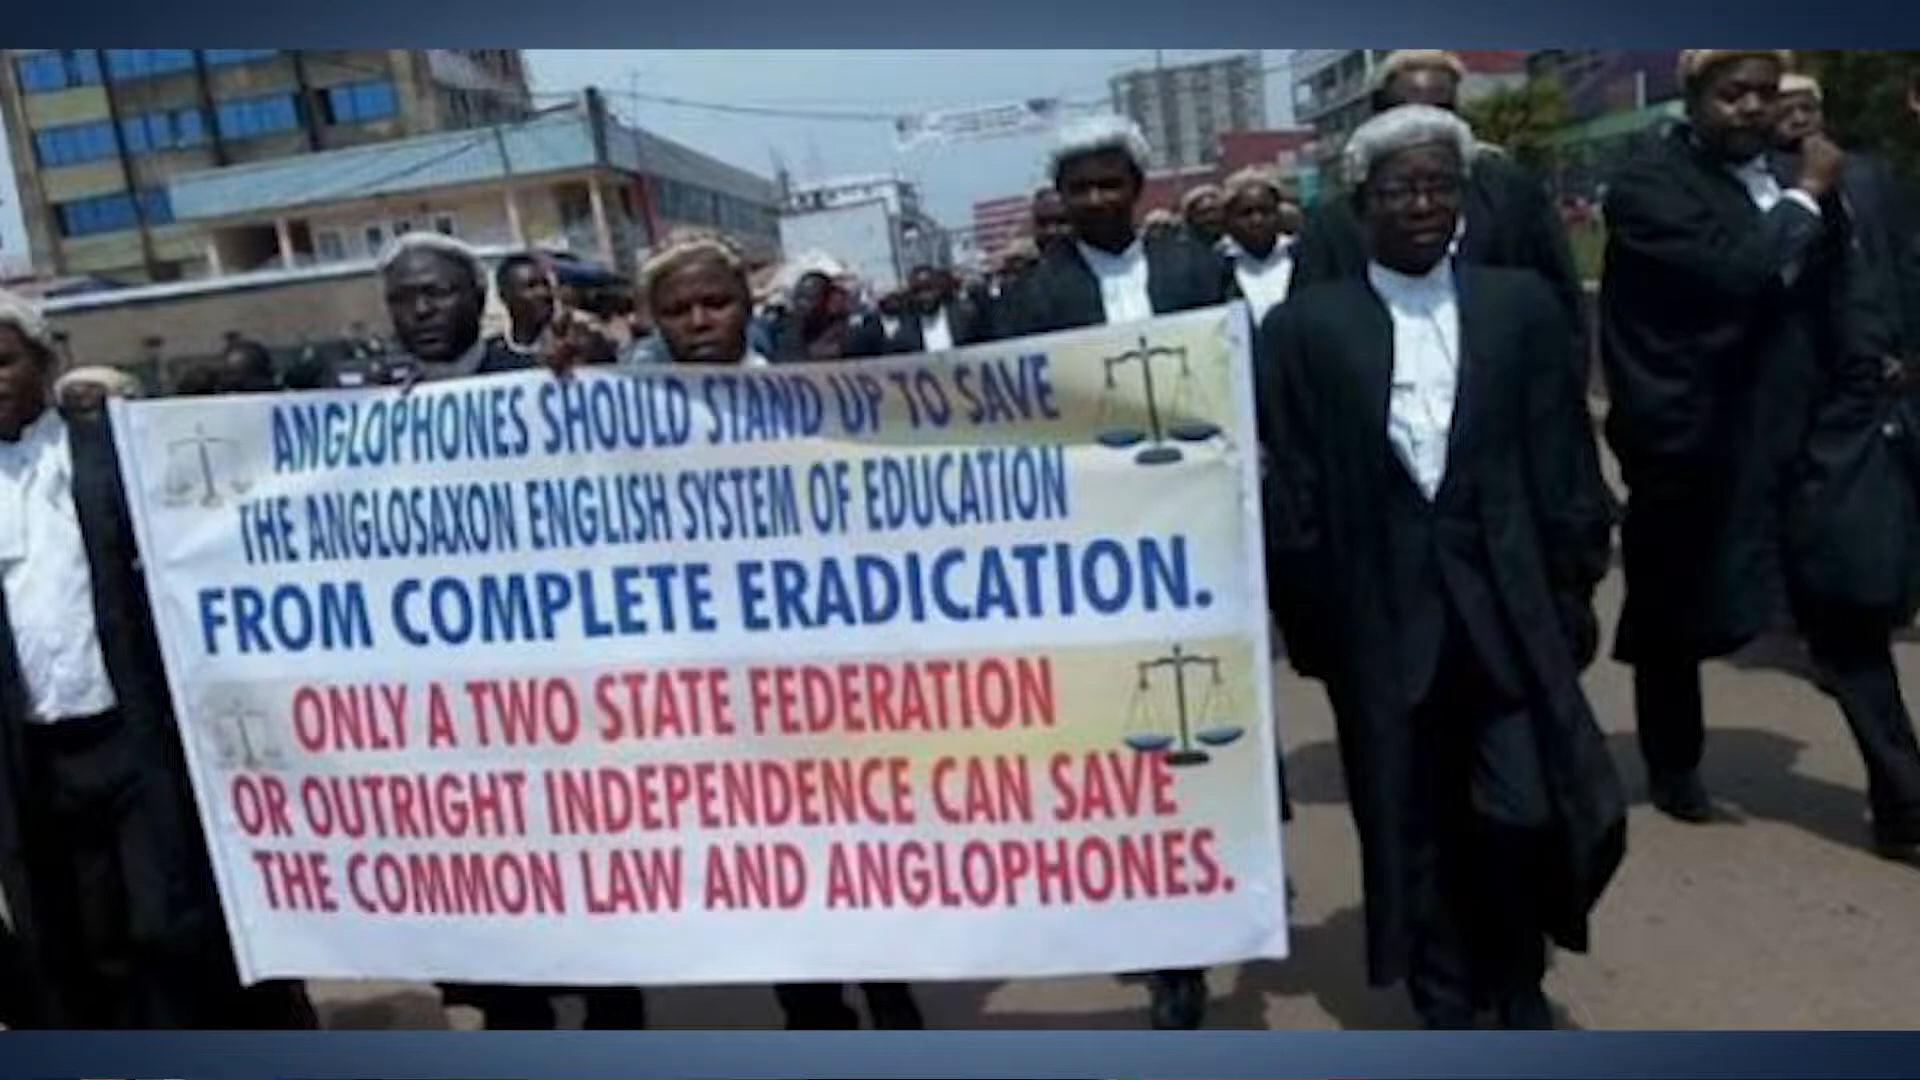 ANGLOPHONES SHOULD STAND UP TO SAVE
THE ANGLOSAXON ENGLISH SYSTEM OF EDUCATION
FROM COMPLETE ERADICATION.
ONLY A TWO STATE FEDERATION
OR OUTRIGHT INDEPENDENCE CAN SAVE
THE COMMON LAW AND ANGLOPHONES.